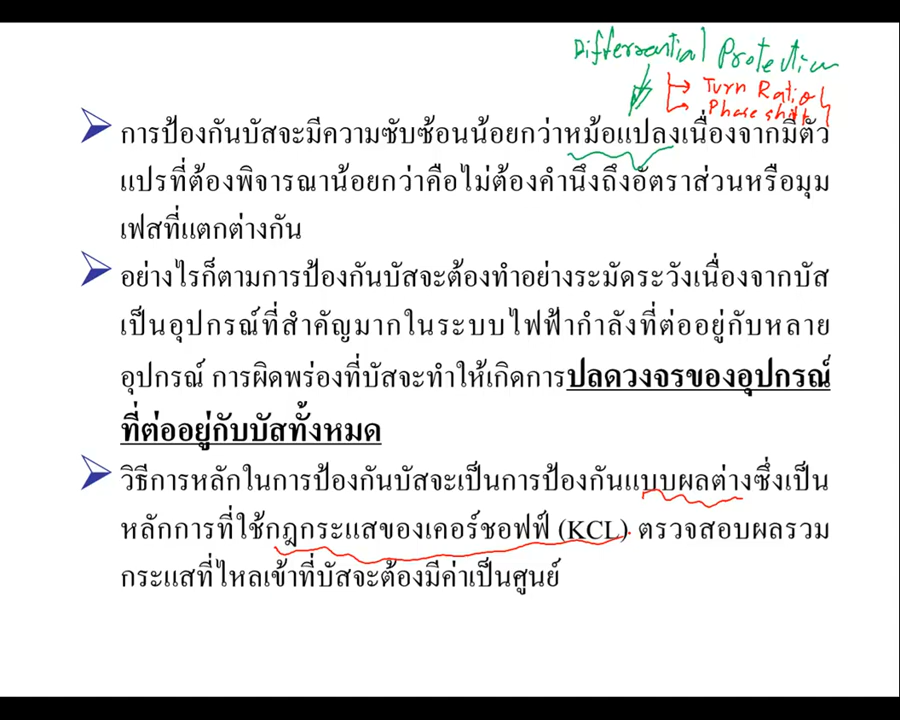 Differential Protection
Turn Ratio
Phase shift
การป้องกันบัสจะมีความซับซ้อนน้อยกว่าหม้อแปลงเนื่องจากมีตัว
แปรที่ต้องพิจารณาน้อยกว่าคือไม่ต้องคำนึงถึงอัตราส่วนหรือมุม
เฟสที่แตกต่างกัน
อย่างไรก็ตามการป้องกันบัสจะต้องทำอย่างระมัดระวังเนื่องจากบัส
เป็นอุปกรณ์ที่สำคัญมากในระบบไฟฟ้ากำลังที่ต่ออยู่กับหลาย
อุปกรณ์ การผิดพร่องที่บัสจะทำให้เกิดการปลดวงจรของอุปกรณ์
ที่ต่ออยู่กับบัสทั้งหมด
วิธีการหลักในการป้องกันบัสจะเป็นการป้องกันแบบผลต่างซึ่งเป็น
หลักการที่ใช้กฎกระแสของเคอร์ชอฟฟ์ (KCL) ตรวจสอบผลรวม
กระแสที่ไหลเข้าที่บัสจะต้องมีค่าเป็นศูนย์